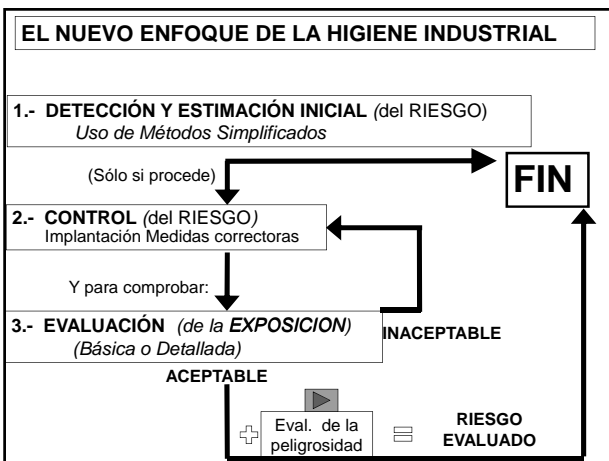 EL NUEVO ENFOQUE DE LA HIGIENE INDUSTRIAL
1.- DETECCIÓN Y ESTIMACIÓN INICIAL (del RIESGO)
Uso de Métodos Simplificados
(Sólo si procede)
FIN
2.- CONTROL (del RIESGO)
Implantación Medidas correctoras
Y para comprobar:
3.- EVALUACIÓN (de la EXPOSICION)
(Básica o Detallada)
INACEPTABLE
ACEPTABLE
Eval. de la
peligrosidad
RIESGO
EVALUADO